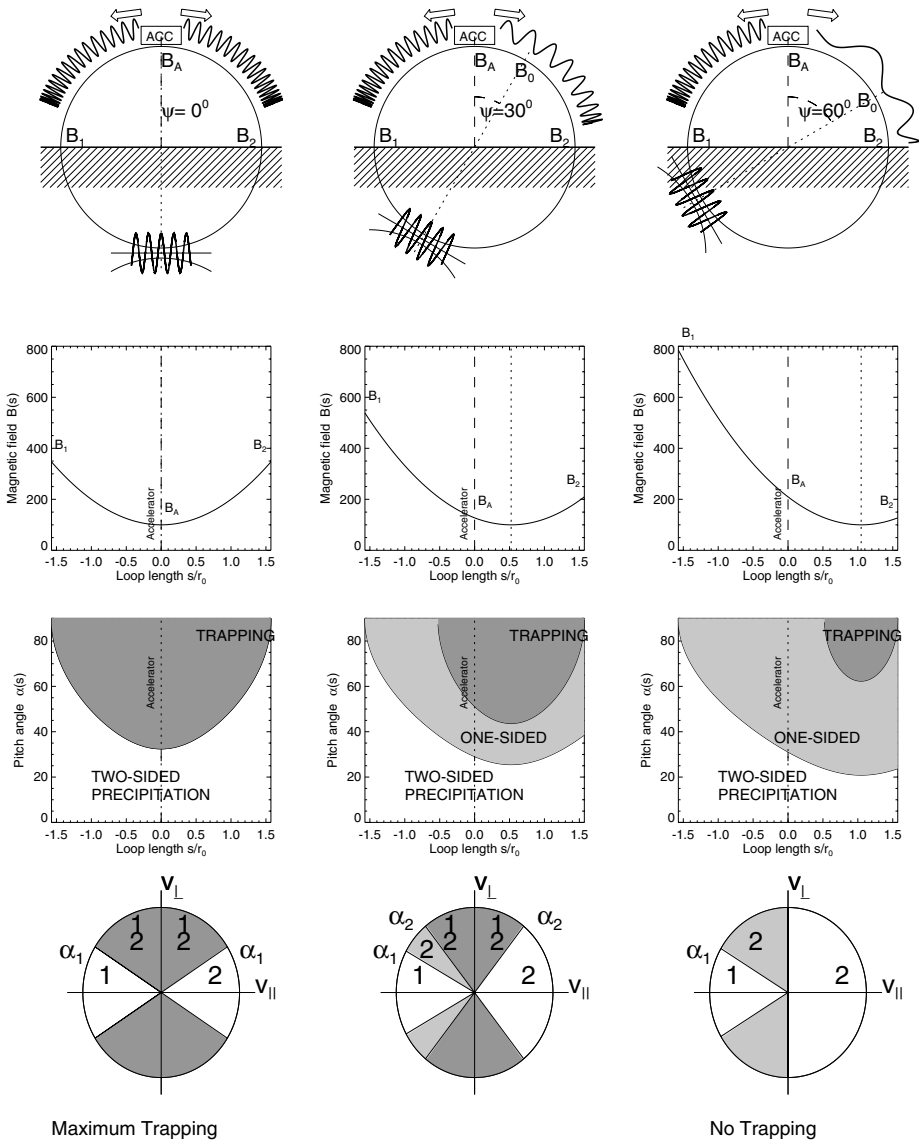 ACC ACC ACC
B_A B_A B_0 B_A
ψ= 0⁰ ψ=30⁰ ψ=60⁰ B_0
B_1 B_2 B_1 B_2 B_1 B_2
B_1
800 800 800
B_1
600 600 600
B_1 B_2
400 400 400
B_2
200 200 200
B_A B_A B_A B_2
0 0 0
Magnetic field B(s) Magnetic field B(s) Magnetic field B(s)
Accelerator Accelerator Accelerator
-1.5 -1.0 -0.5 0.0 0.5 1.0 1.5 -1.5 -1.0 -0.5 0.0 0.5 1.0 1.5 -1.5 -1.0 -0.5 0.0 0.5 1.0 1.5
Loop length s/r_0 Loop length s/r_0 Loop length s/r_0
80 TRAPPING 80 TRAPPING 80 TRAPPING
60 60 60
40 40 40
ONE-SIDED ONE-SIDED
20 20 20
TWO-SIDED TWO-SIDED TWO-SIDED
PRECIPITATION PRECIPITATION PRECIPITATION
0 0 0
Pitch angle α(s) Pitch angle α(s) Pitch angle α(s)
Accelerator Accelerator Accelerator
-1.5 -1.0 -0.5 0.0 0.5 1.0 1.5 -1.5 -1.0 -0.5 0.0 0.5 1.0 1.5 -1.5 -1.0 -0.5 0.0 0.5 1.0 1.5
Loop length s/r_0 Loop length s/r_0 Loop length s/r_0
v_⊥ v_⊥ v_⊥
1 1 α_2 1 1 α_2
2 2 2 2 2 2
α_1 α_1 α_1 α_1
1 2 1 2 1 2
v_|| v_|| v_||
Maximum Trapping No Trapping